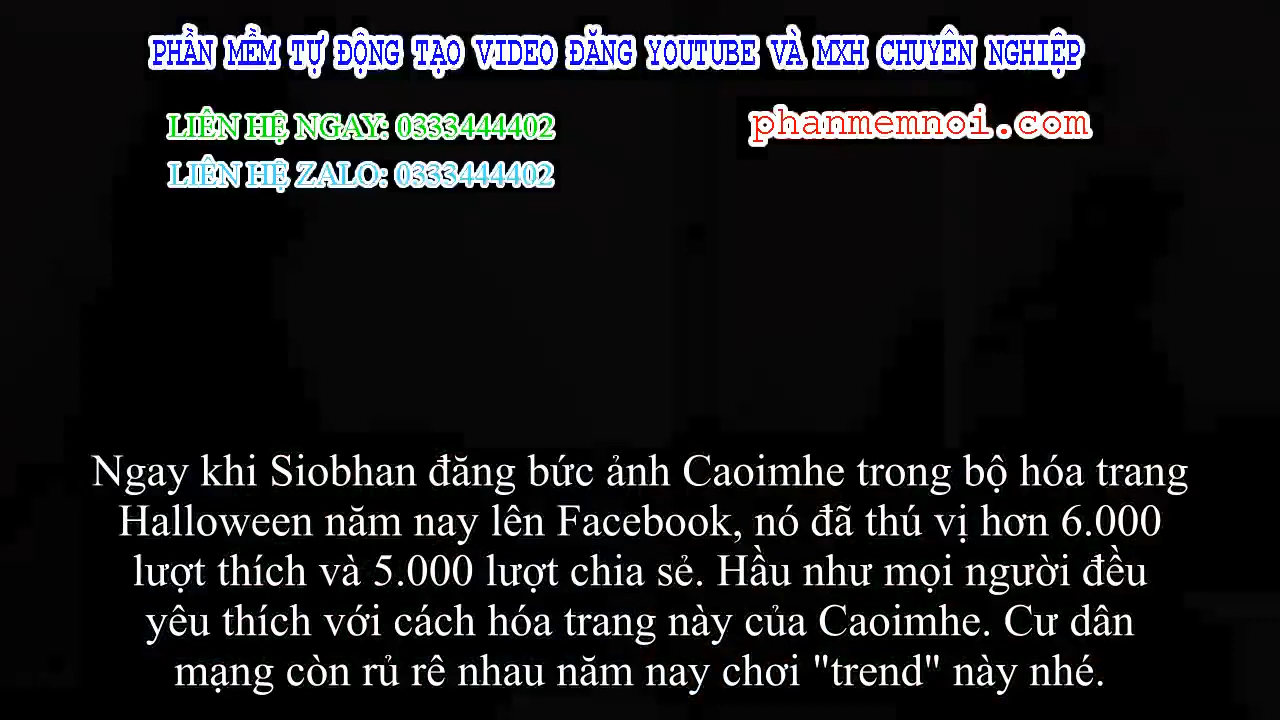 PHẦN MỀM TỰ ĐỘNG TẠO VIDEO ĐĂNG YOUTUBE VÀ MXH CHUYÊN NGHIỆP
LIÊN HỆ NGAY: 0333444402
phanmemnoi.com
LIÊN HỆ ZALO: 0333444402
Ngay khi Siobhan đăng bức ảnh Caoimhe trong bộ hóa trang
Halloween năm nay lên Facebook, nó đã thú vị hơn 6.000
lượt thích và 5.000 lượt chia sẻ. Hầu như mọi người đều
yêu thích với cách hóa trang này của Caoimhe. Cư dân
mạng còn rủ rê nhau năm nay chơi "trend" này nhé.